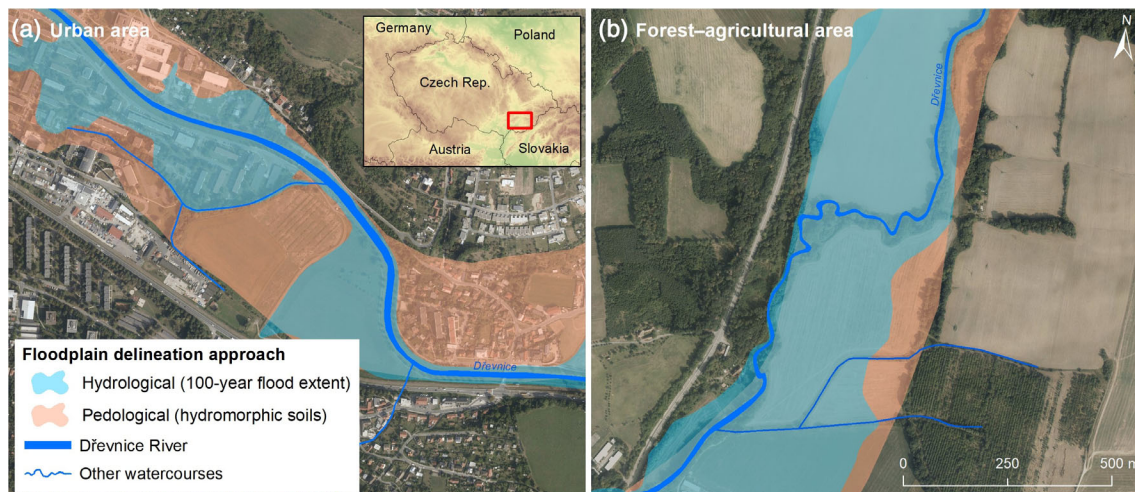 (a) Urban area
Germany
Poland
Czech Rep.
Austria
Slovakia
Dřevnice
Floodplain delineation approach
Hydrological (100-year flood extent)
Pedological (hydromorphic soils)
Dřevnice River
Other watercourses
(b) Forest–agricultural area
N
Dřevnice
0 250 500 m